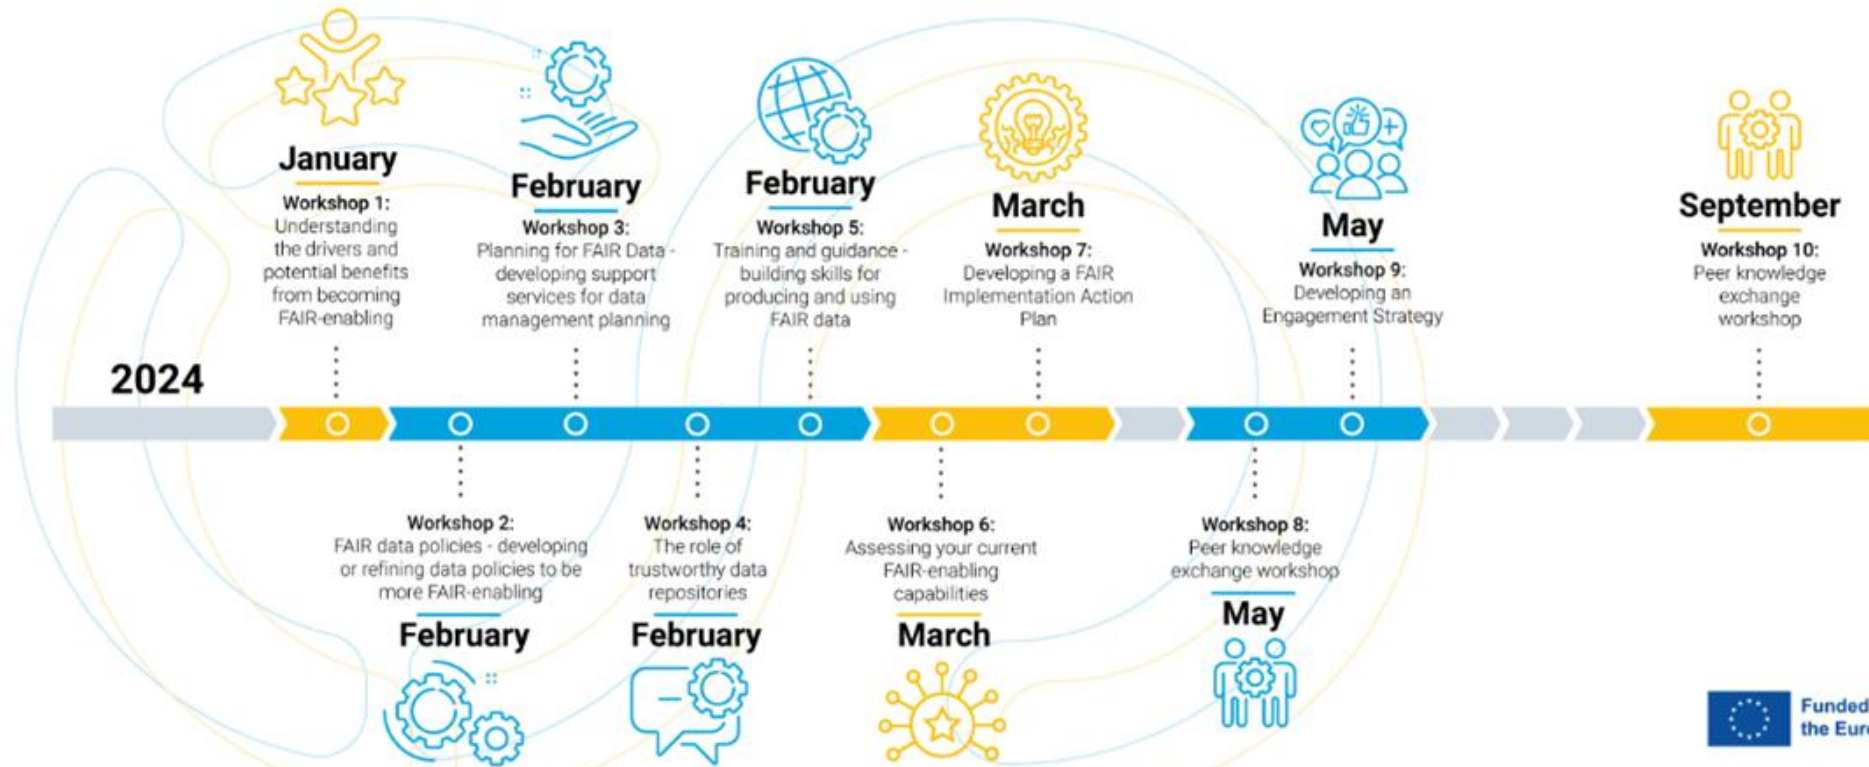 January
Workshop 1:
Understanding
the drivers and
potential benefits
from becoming
FAIR-enabling
February
Workshop 3:
Planning for FAIR Data -
developing support
services for data
management planning
February
Workshop 5:
Training and guidance -
building skills for
producing and using
FAIR data
March
Workshop 7:
Developing a FAIR
Implementation Action
Plan
May
Workshop 9:
Developing an
Engagement Strategy
September
Workshop 10:
Peer knowledge
exchange
workshop
2024
Workshop 2:
FAIR data policies - developing
or refining data policies to be
more FAIR-enabling
February
Workshop 4:
The role of
trustworthy data
repositories
February
Workshop 6:
Assessing your current
FAIR-enabling
capabilities
March
Workshop 8:
Peer knowledge
exchange workshop
May
Funded
the Eur